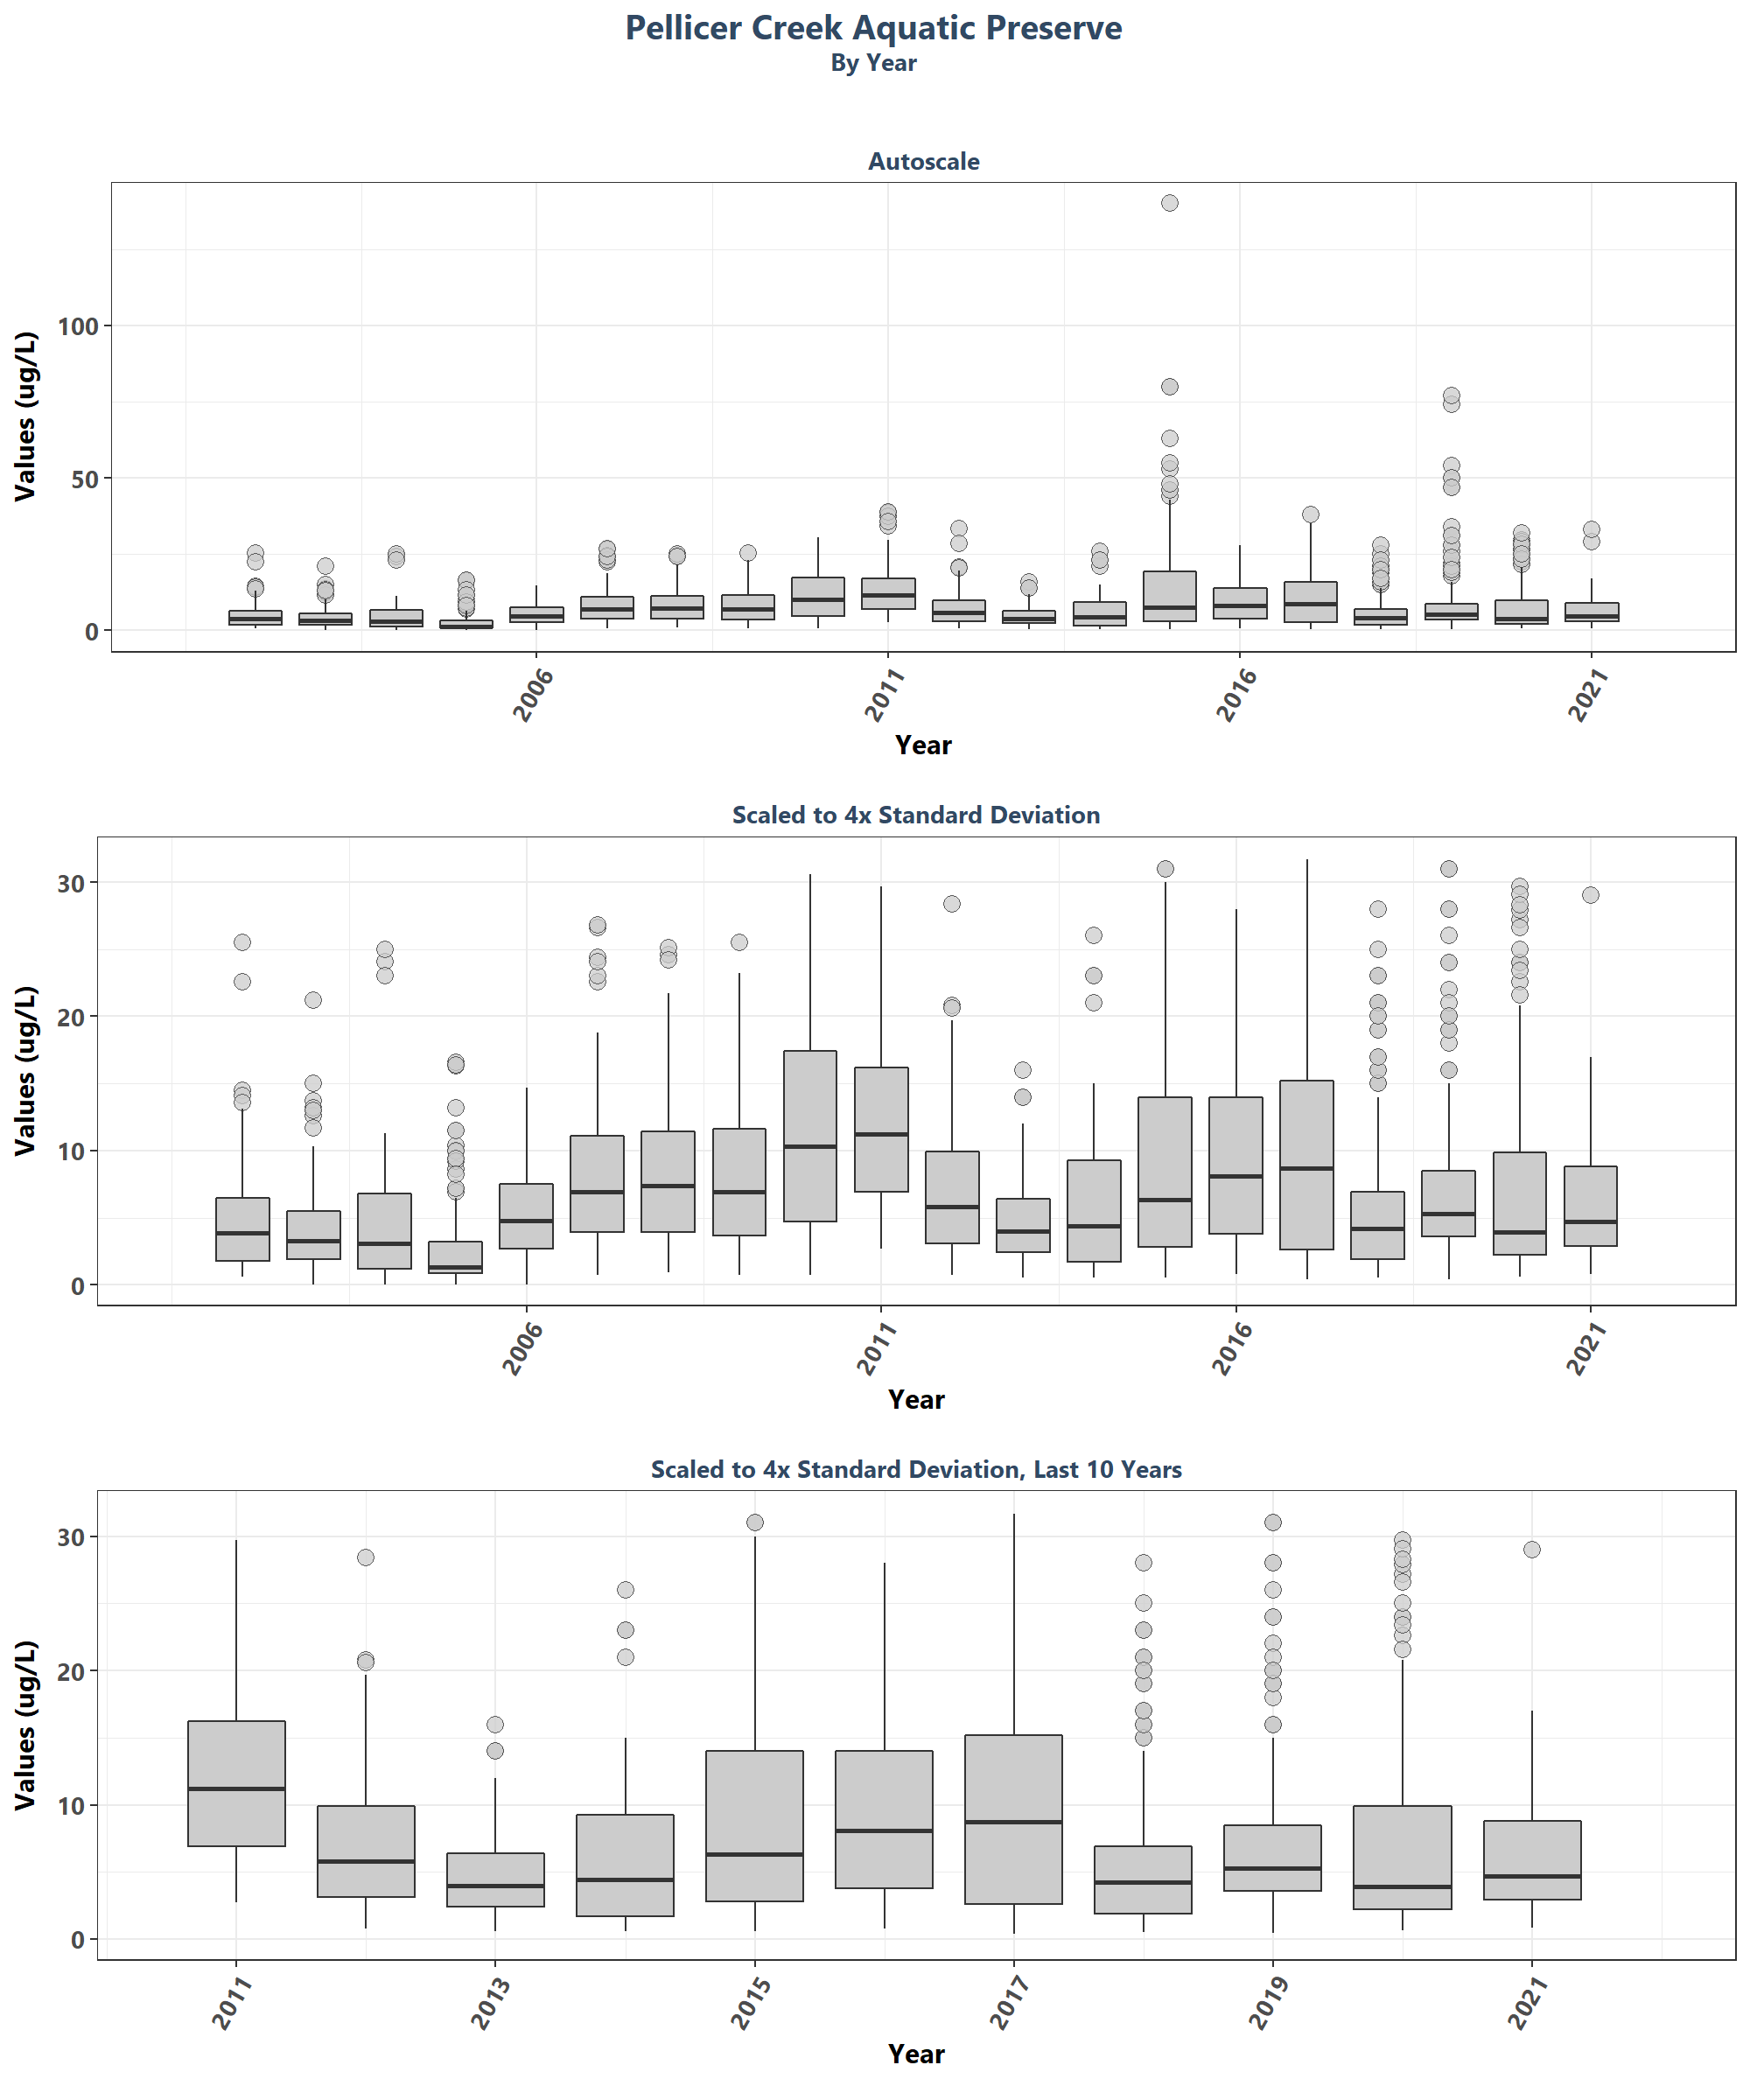 Pellicer Creek Aquatic Preserve
By Year
Autoscale
Values (ug/L)
100
50
0
2006
2011
2016
2021
Year
Scaled to 4x Standard Deviation
Values (ug/L)
30
20
10
0
2006
2011
2016
2021
Year
Scaled to 4x Standard Deviation, Last 10 Years
Values (ug/L)
30
20
10
0
2011
2013
2015
2017
2019
2021
Year